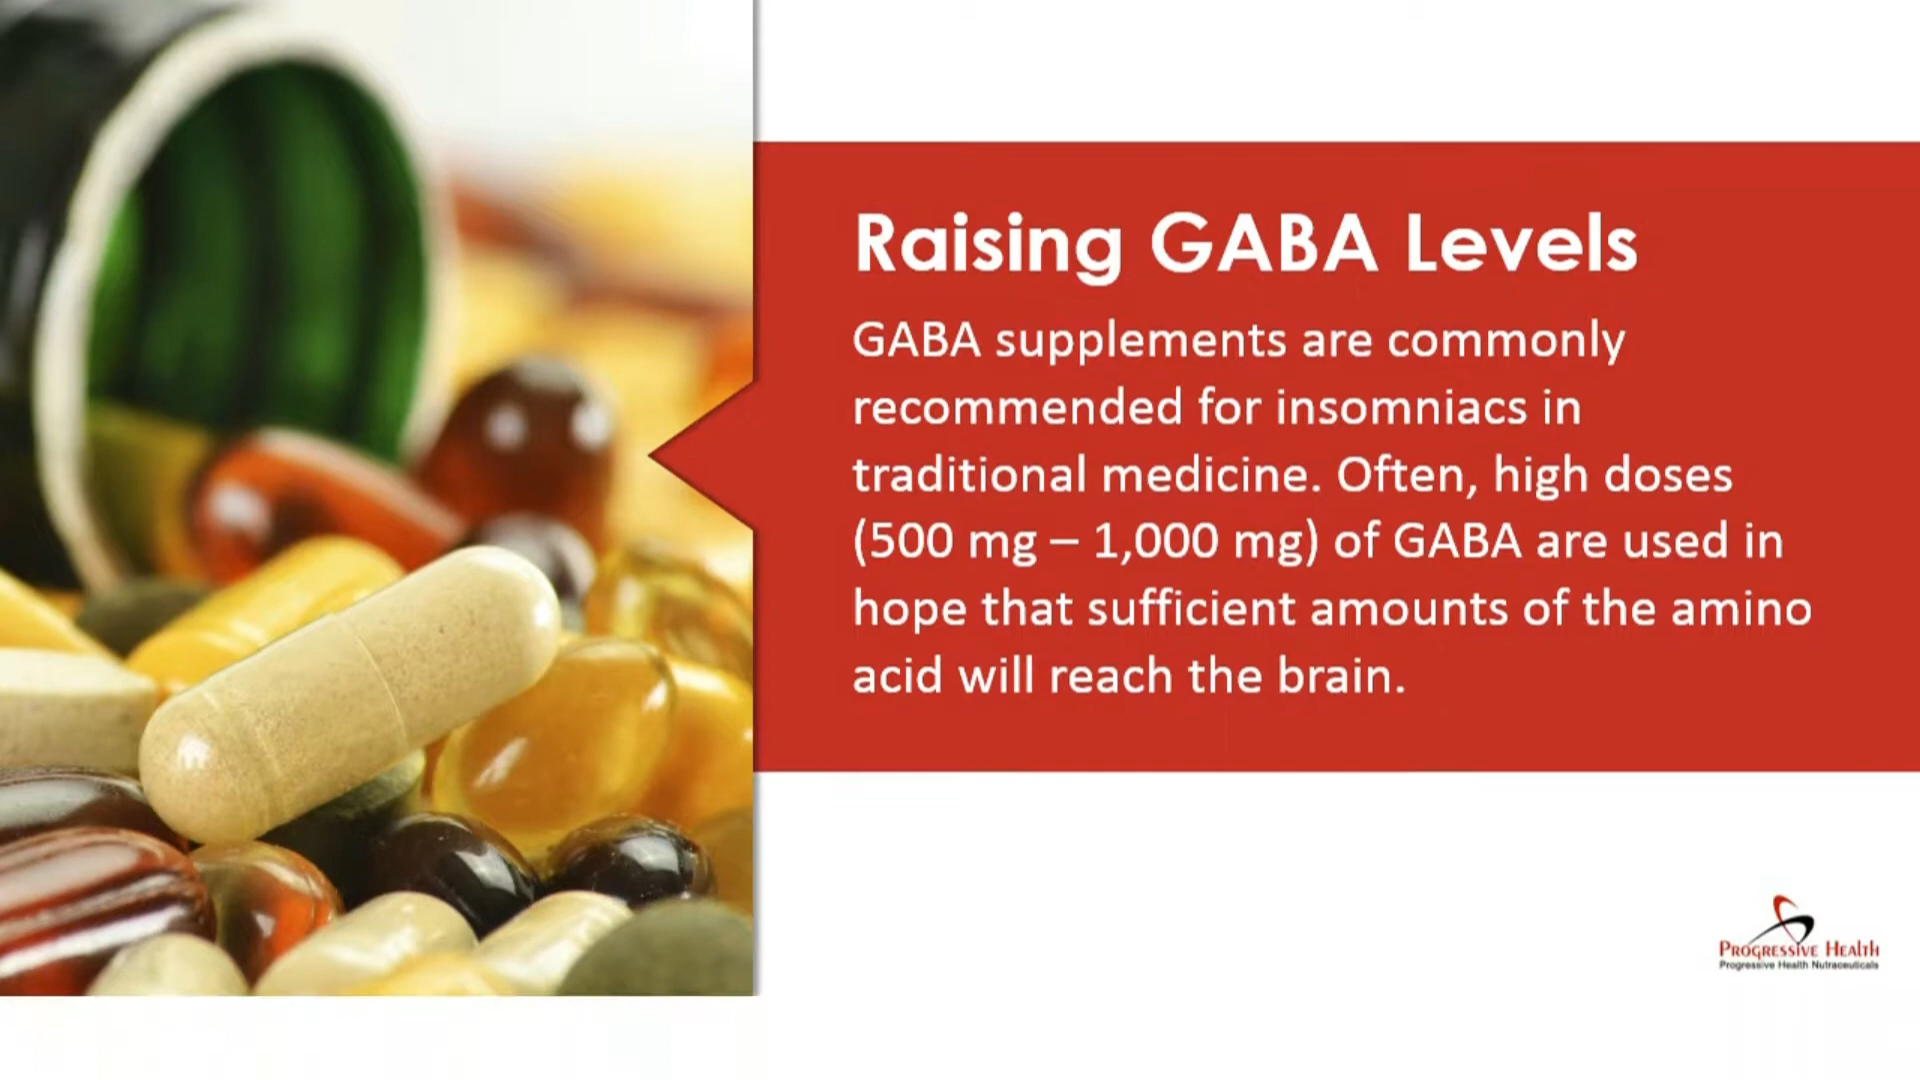 Raising GABA Levels
GABA supplements are commonly
recommended for insomniacs in
traditional medicine. Often, high doses
(500 mg – 1,000 mg) of GABA are used in
hope that sufficient amounts of the amino
acid will reach the brain.
Progressive Health
Progressive Health Nutraceuticals